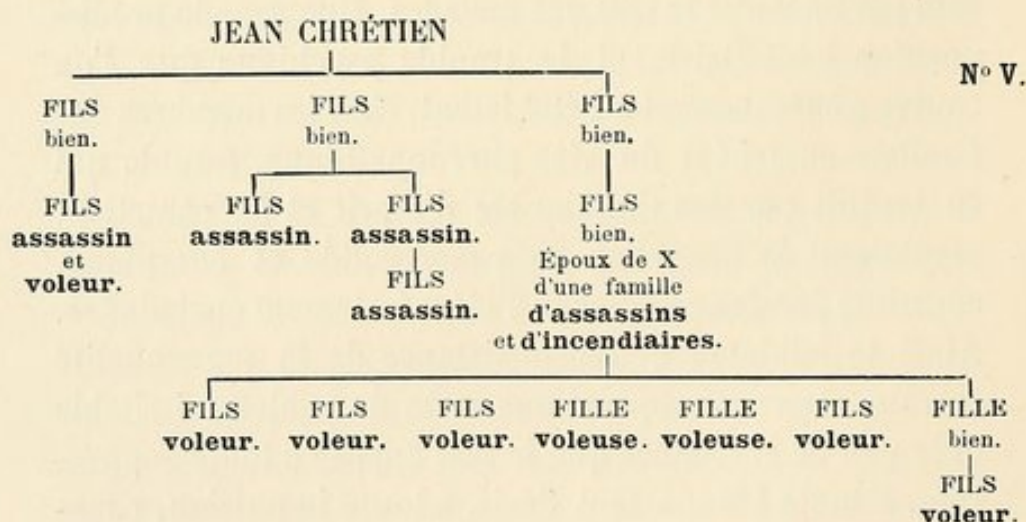 JEAN CHRÉTIEN
Nº V.
FILS FILS FILS
bien. bien. bien.
FILS FILS FILS FILS
assassin assassin. assassin. bien.
et
voleur.
FILS
assassin.
Époux de X
d'une famille
d'assassins
et d'incendiaires.
FILS FILS FILS FILLE FILLE FILS FILLE
voleur. voleur. voleur. voleuse. voleuse. voleur. bien.
FILS
voleur.